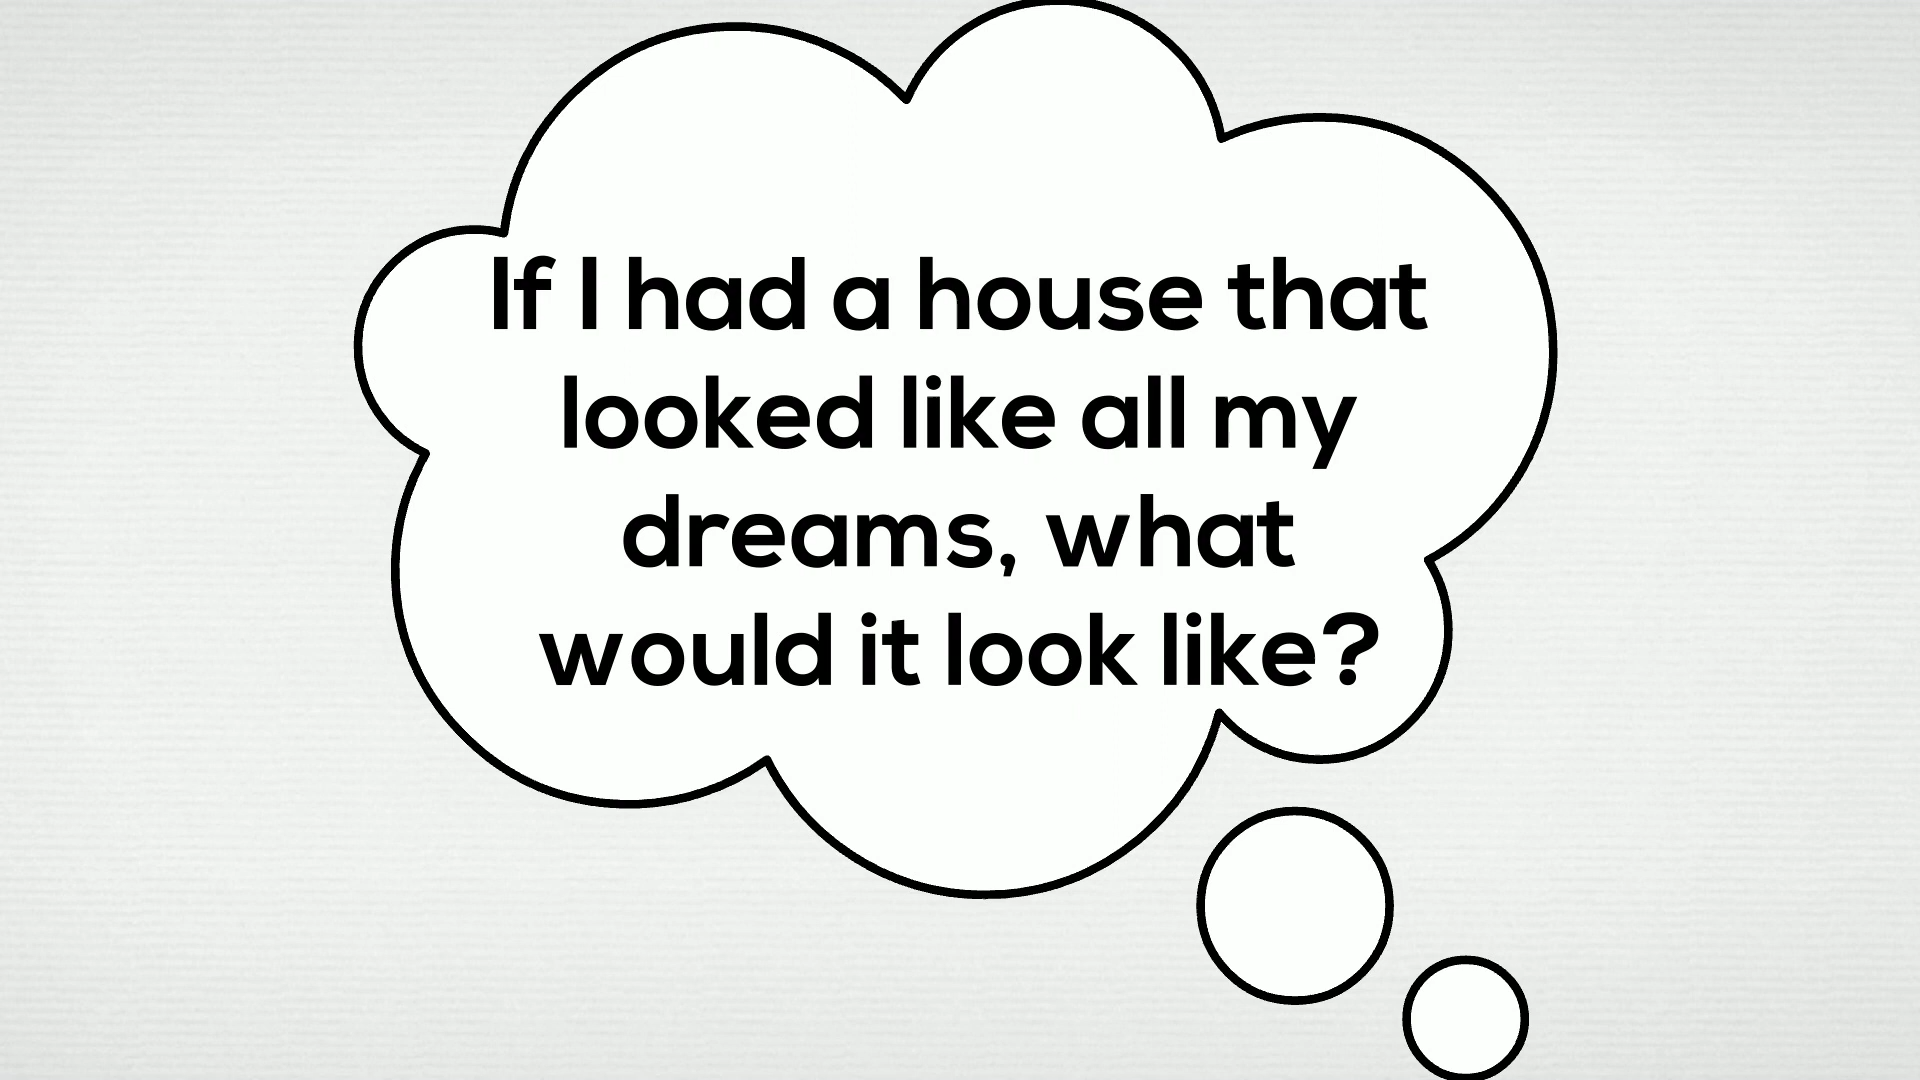 If I had a house that
looked like all my
dreams, what
would it look like?